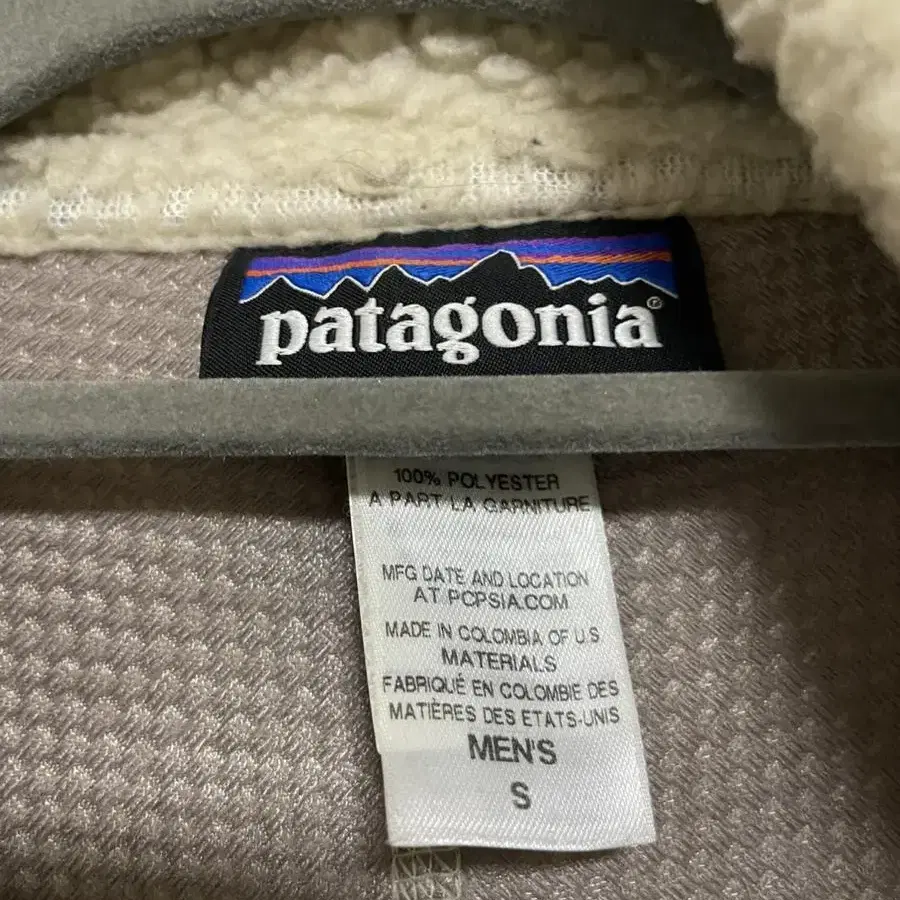 patagonia®
100% POLYESTER
A PART LA GARNITURE
MFG DATE AND LOCATION
AT PCPSIA.COM
MADE IN COLOMBIA OF U.S
MATERIALS
FABRIQUÉ EN COLOMBIE DES
MATIÈRES DES ETATS-UNIS
MEN'S
S